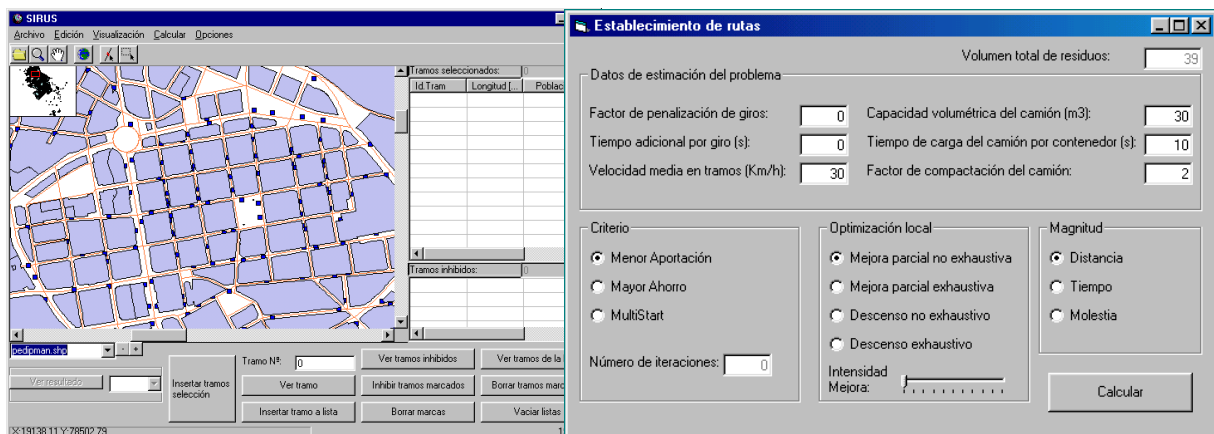 SIRUS
Archivo Edición Visualización Calcular Opciones
Tramos seleccionados: 0
Id.Tram Longitud [... Poblac
Tramos inhibidos: 0
pedipman.shp - +
Ver resultado
Insertar tramos selección
Tramo Nº: 0
Ver tramo
Insertar tramo a lista
Ver tramos inhibidos
Inhibir tramos marcados
Borrar marcas
Ver tramos de la
Borrar tramos marc
Vaciar listas
X:19138.11 Y:78502.79
Establecimiento de rutas
Volumen total de residuos: 39
Datos de estimación del problema
Factor de penalización de giros: 0
Capacidad volumétrica del camión (m3): 30
Tiempo adicional por giro (s): 0
Tiempo de carga del camión por contenedor (s): 10
Velocidad media en tramos (Km/h): 30
Factor de compactación del camión: 2
Criterio
Menor Aportación
Mayor Ahorro
MultiStart
Número de iteraciones: 0
Optimización local
Mejora parcial no exhaustiva
Mejora parcial exhaustiva
Descenso no exhaustivo
Descenso exhaustivo
Intensidad
Mejora:
Magnitud
Distancia
Tiempo
Molestia
Calcular